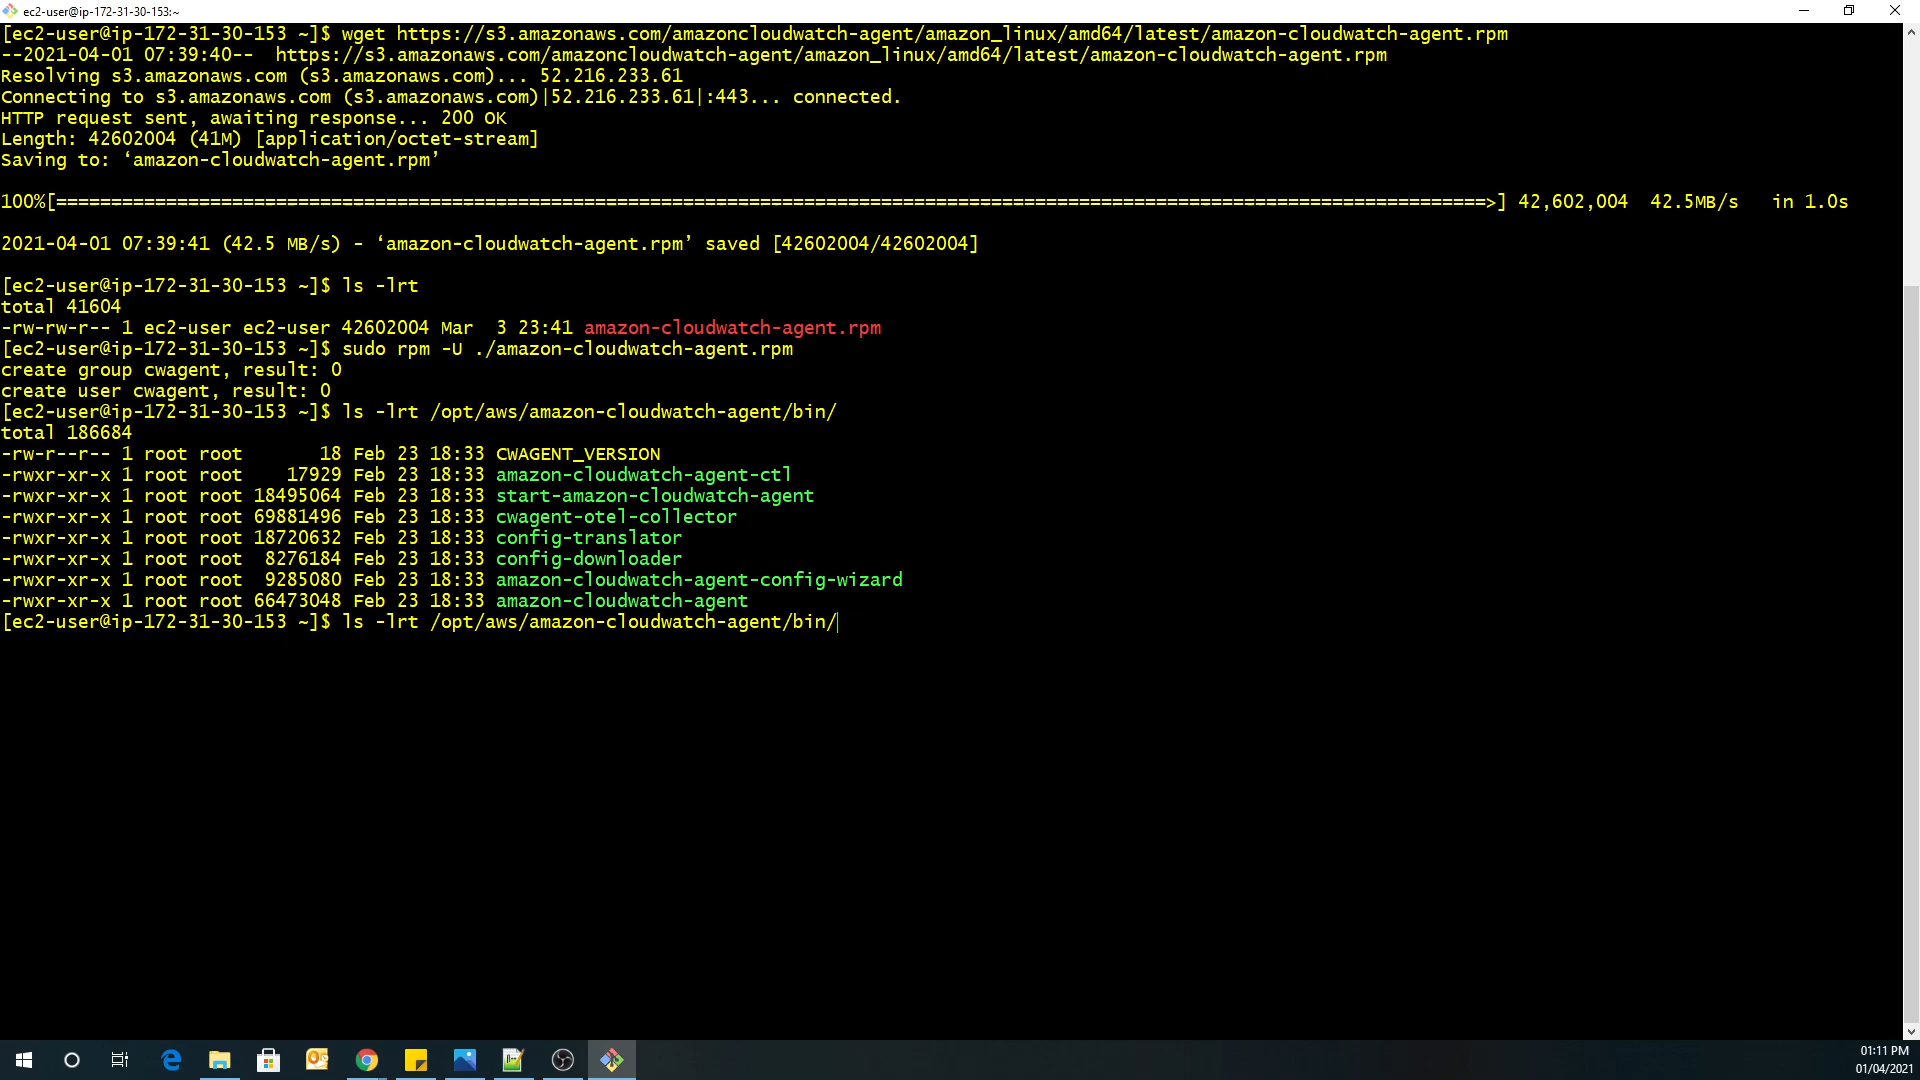 ec2-user@ip-172-31-30-153:~
[ec2-user@ip-172-31-30-153 ~]$ wget https://s3.amazonaws.com/amazoncloudwatch-agent/amazon_linux/amd64/latest/amazon-cloudwatch-agent.rpm
--2021-04-01 07:39:40--  https://s3.amazonaws.com/amazoncloudwatch-agent/amazon_linux/amd64/latest/amazon-cloudwatch-agent.rpm
Resolving s3.amazonaws.com (s3.amazonaws.com)... 52.216.233.61
Connecting to s3.amazonaws.com (s3.amazonaws.com)|52.216.233.61|:443... connected.
HTTP request sent, awaiting response... 200 OK
Length: 42602004 (41M) [application/octet-stream]
Saving to: ‘amazon-cloudwatch-agent.rpm’
100%[==================================================================================================================================>] 42,602,004  42.5MB/s   in 1.0s
2021-04-01 07:39:41 (42.5 MB/s) - ‘amazon-cloudwatch-agent.rpm’ saved [42602004/42602004]
[ec2-user@ip-172-31-30-153 ~]$ ls -lrt
total 41604
-rw-rw-r-- 1 ec2-user ec2-user 42602004 Mar  3 23:41 amazon-cloudwatch-agent.rpm
[ec2-user@ip-172-31-30-153 ~]$ sudo rpm -U ./amazon-cloudwatch-agent.rpm
create group cwagent, result: 0
create user cwagent, result: 0
[ec2-user@ip-172-31-30-153 ~]$ ls -lrt /opt/aws/amazon-cloudwatch-agent/bin/
total 186684
-rw-r--r-- 1 root root       18 Feb 23 18:33 CWAGENT_VERSION
-rwxr-xr-x 1 root root    17929 Feb 23 18:33 amazon-cloudwatch-agent-ctl
-rwxr-xr-x 1 root root 18495064 Feb 23 18:33 start-amazon-cloudwatch-agent
-rwxr-xr-x 1 root root 69881496 Feb 23 18:33 cwagent-otel-collector
-rwxr-xr-x 1 root root 18720632 Feb 23 18:33 config-translator
-rwxr-xr-x 1 root root  8276184 Feb 23 18:33 config-downloader
-rwxr-xr-x 1 root root  9285080 Feb 23 18:33 amazon-cloudwatch-agent-config-wizard
-rwxr-xr-x 1 root root 66473048 Feb 23 18:33 amazon-cloudwatch-agent
[ec2-user@ip-172-31-30-153 ~]$ ls -lrt /opt/aws/amazon-cloudwatch-agent/bin/
01:11 PM
01/04/2021